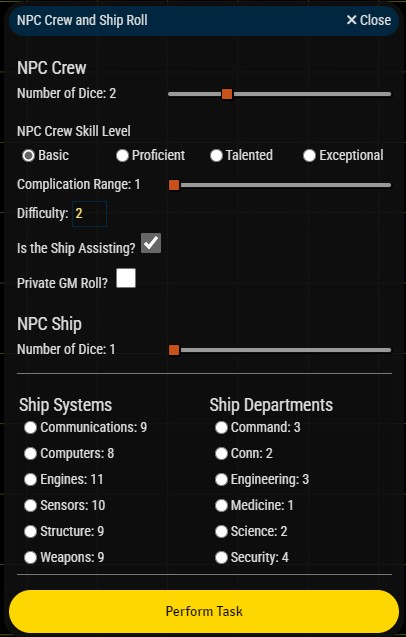 NPC Crew and Ship Roll ✕ Close
NPC Crew
Number of Dice: 2
NPC Crew Skill Level
Basic Proficient Talented Exceptional
Complication Range: 1
Difficulty: 2
Is the Ship Assisting?
Private GM Roll?
NPC Ship
Number of Dice: 1
Ship Systems Ship Departments
Communications: 9 Command: 3
Computers: 8 Conn: 2
Engines: 11 Engineering: 3
Sensors: 10 Medicine: 1
Structure: 9 Science: 2
Weapons: 9 Security: 4
Perform Task